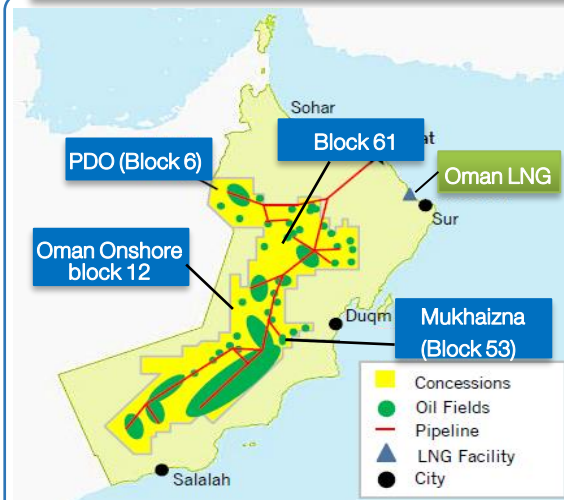 Sohar
Block 61
at
PDO (Block 6)
Oman LNG
Sur
Oman Onshore
block 12
Duqm
Mukhaizna
(Block 53)
Concessions
Oil Fields
Pipeline
LNG Facility
City
Salalah